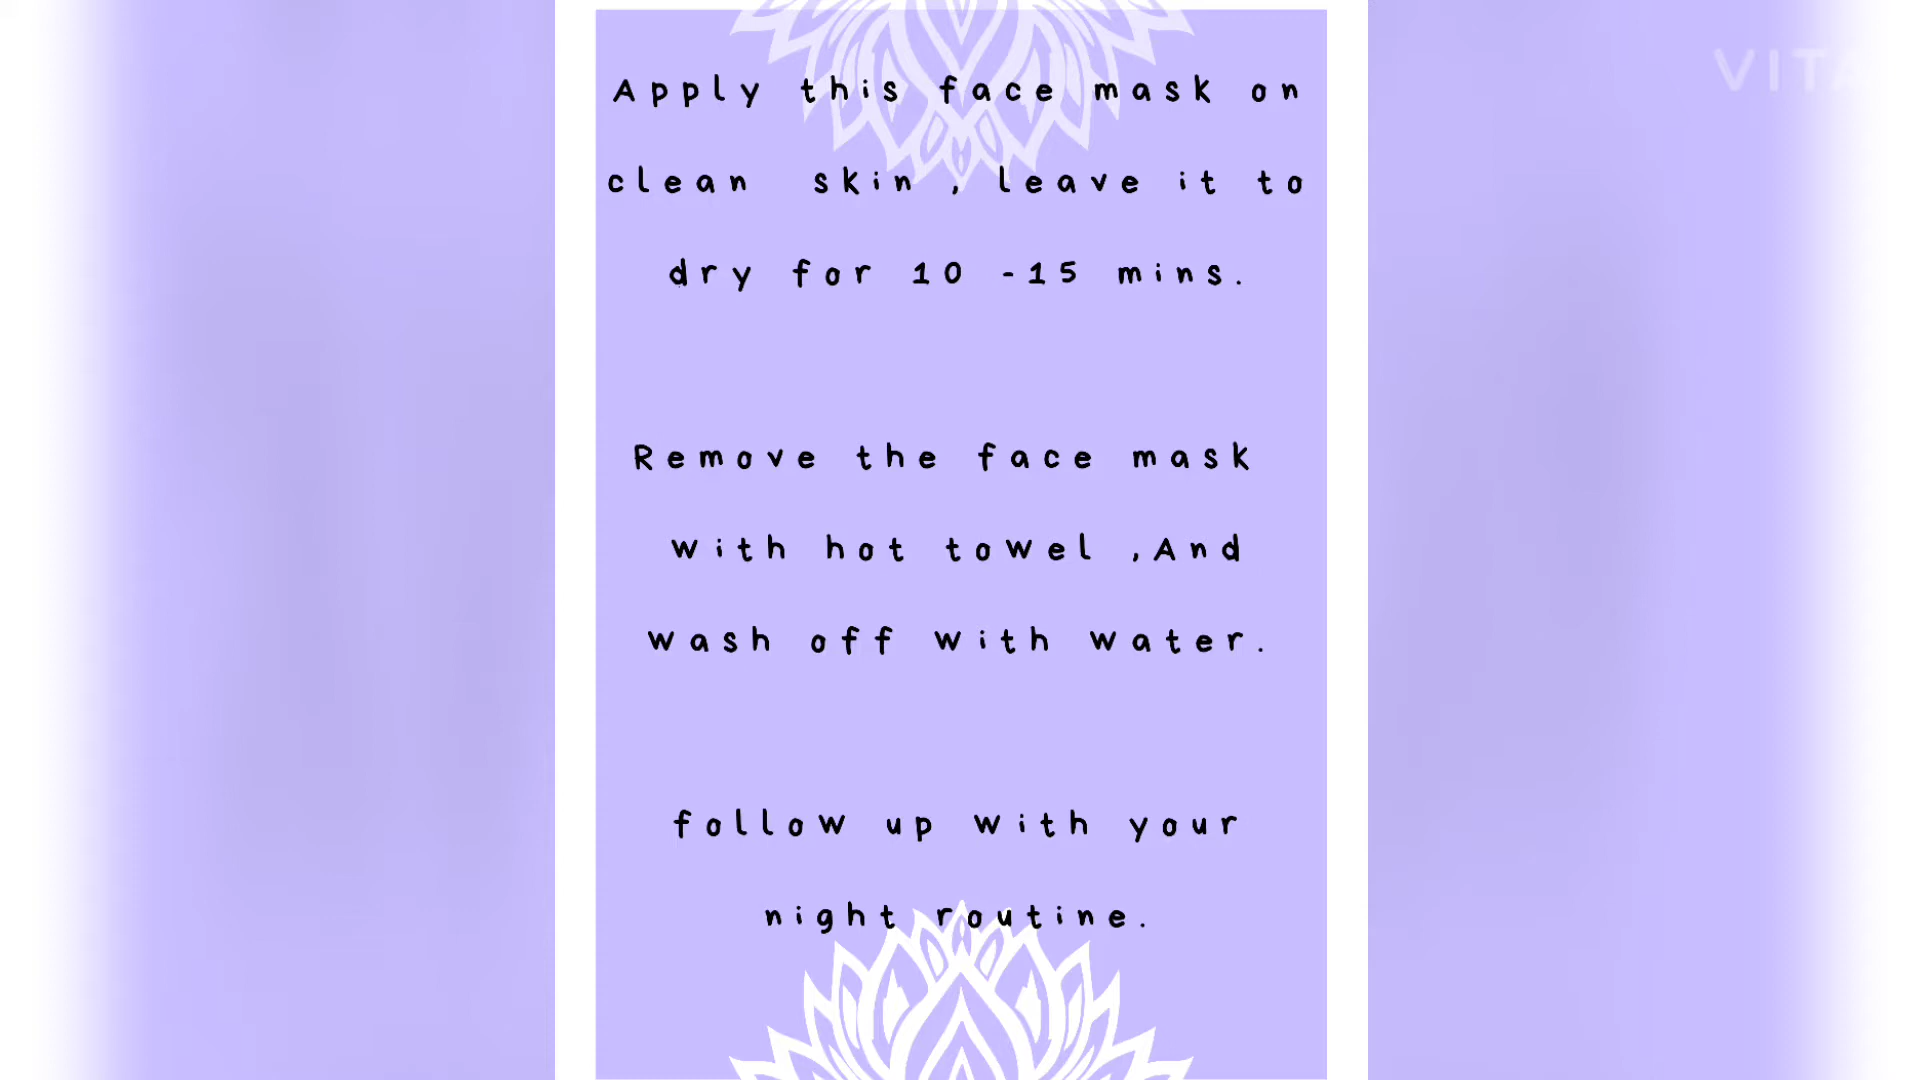 Apply this face mask on
clean skin , leave it to
dry for 10 -15 mins.
Remove the face mask
with hot towel ,And
wash off with water.
follow up with your
night routine.
VITA